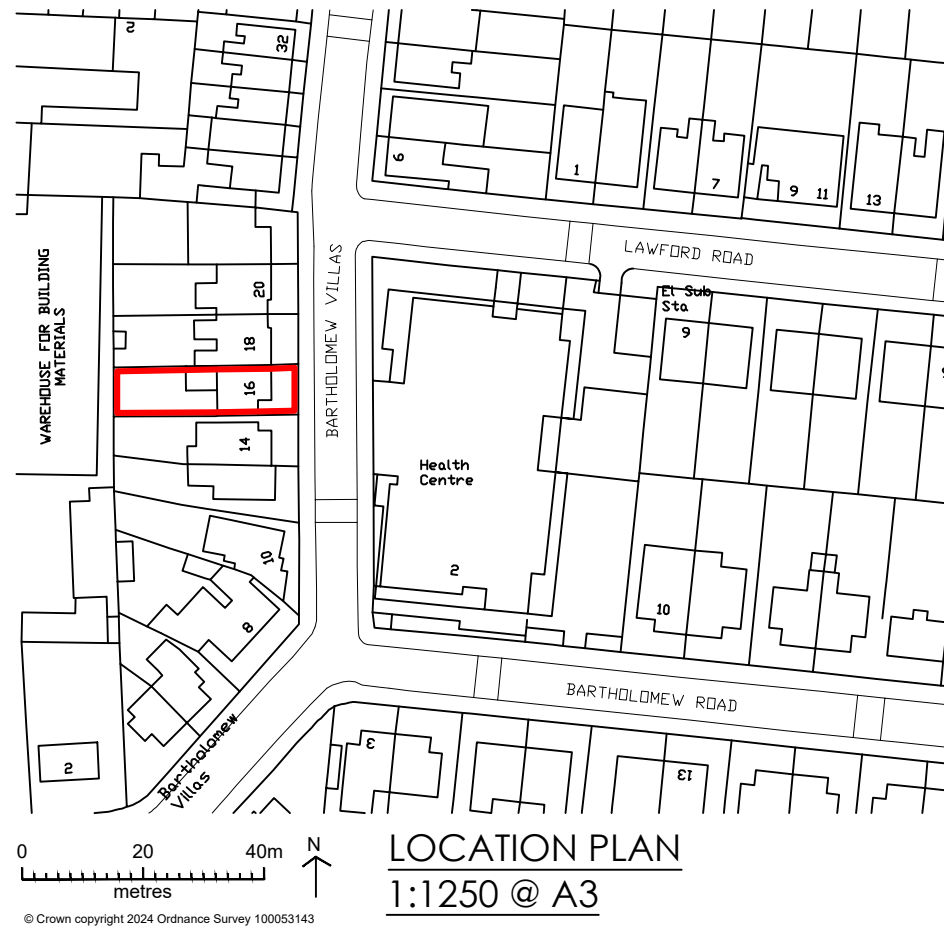 2
32
6
1
7
9
11
13
LAWFORD ROAD
BARTHOLOMEW VILLAS
WAREHOUSE FOR BUILDING
MATERIALS
20
18
16
14
El Sub
Sta
9
9
Health
Centre
2
10
8
10
BARTHOLOMEW ROAD
Bartholomew
Villas
2
3
13
0 20 40m
metres
N
LOCATION PLAN
1:1250 @ A3
© Crown copyright 2024 Ordnance Survey 100053143